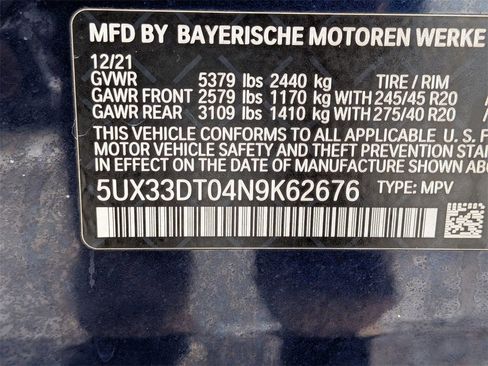 MFD BY BAYERISCHE MOTOREN WERKE
12/21
GVWR 5379 lbs 2440 kg TIRE / RIM
GAWR FRONT 2579 lbs 1170 kg WITH 245/45 R20 /
GAWR REAR 3109 lbs 1410 kg WITH 275/40 R20 /
THIS VEHICLE CONFORMS TO ALL APPLICABLE U. S. F
MOTOR VEHICLE SAFETY AND THEFT PREVENTION STAN
IN EFFECT ON THE DATE OF MANUFACTURE SHOWN ABO
5UX33DT04N9K62676 TYPE: MPV